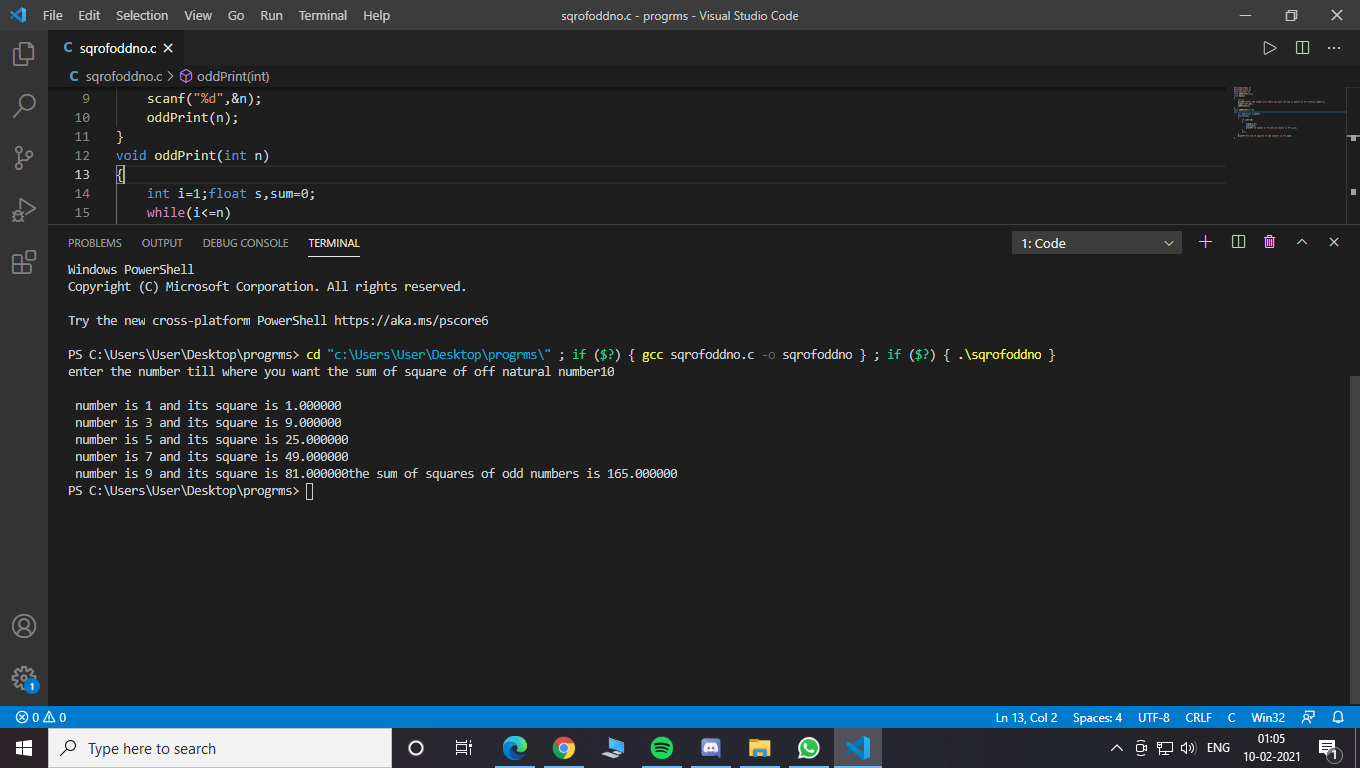 File Edit Selection View Go Run Terminal Help sqrofoddno.c - progrms - Visual Studio Code
C sqrofoddno.c
C sqrofoddno.c > oddPrint(int)
9 scanf("%d",&n);
10 oddPrint(n);
11 }
12 void oddPrint(int n)
13 {
14 int i=1;float s,sum=0;
15 while(i<=n)
PROBLEMS OUTPUT DEBUG CONSOLE TERMINAL 1: Code
Windows PowerShell
Copyright (C) Microsoft Corporation. All rights reserved.
Try the new cross-platform PowerShell https://aka.ms/pscore6
PS C:\Users\User\Desktop\progrms> cd "c:\Users\User\Desktop\progrms\" ; if ($?) { gcc sqrofoddno.c -o sqrofoddno } ; if ($?) { .\sqrofoddno }
enter the number till where you want the sum of square of off natural number10
number is 1 and its square is 1.000000
number is 3 and its square is 9.000000
number is 5 and its square is 25.000000
number is 7 and its square is 49.000000
number is 9 and its square is 81.000000the sum of squares of odd numbers is 165.000000
PS C:\Users\User\Desktop\progrms>
1
0 0 Ln 13, Col 2 Spaces: 4 UTF-8 CRLF C Win32
Type here to search ENG 01:05
10-02-2021 1